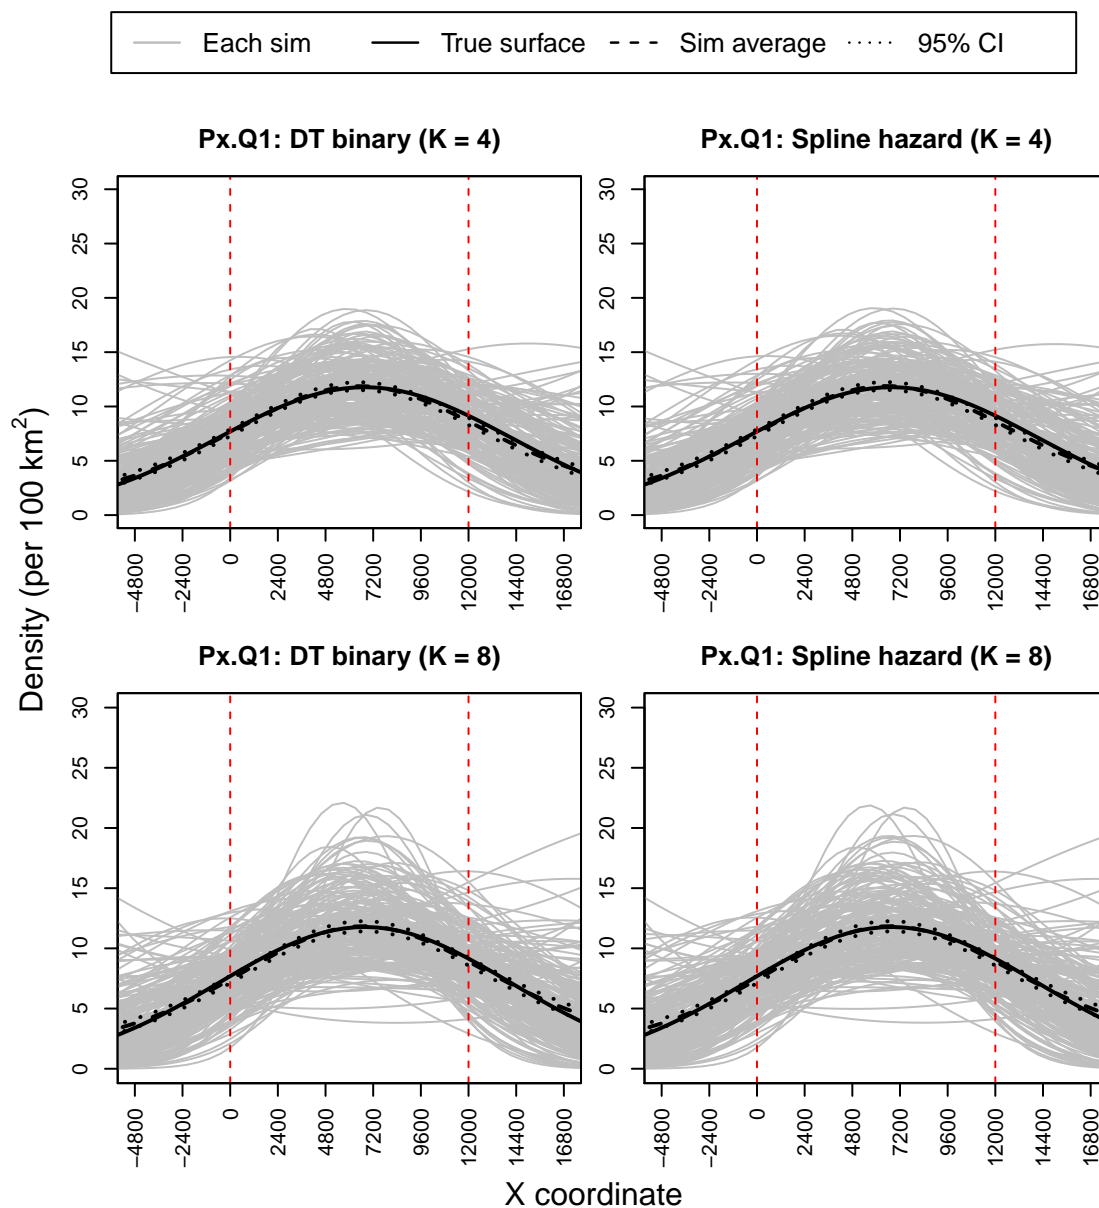 Each sim True surface Sim average 95% CI
Px.Q1: DT binary (K = 4) Px.Q1: Spline hazard (K = 4)
30 30
25 25
20 20
15 15
10 10
5 5
0 0
−4800 −2400 0 2400 4800 7200 9600 12000 14400 16800 −4800 −2400 0 2400 4800 7200 9600 12000 14400 16800
Density (per 100 km²)
Px.Q1: DT binary (K = 8) Px.Q1: Spline hazard (K = 8)
30 30
25 25
20 20
15 15
10 10
5 5
0 0
−4800 −2400 0 2400 4800 7200 9600 12000 14400 16800 −4800 −2400 0 2400 4800 7200 9600 12000 14400 16800
X coordinate